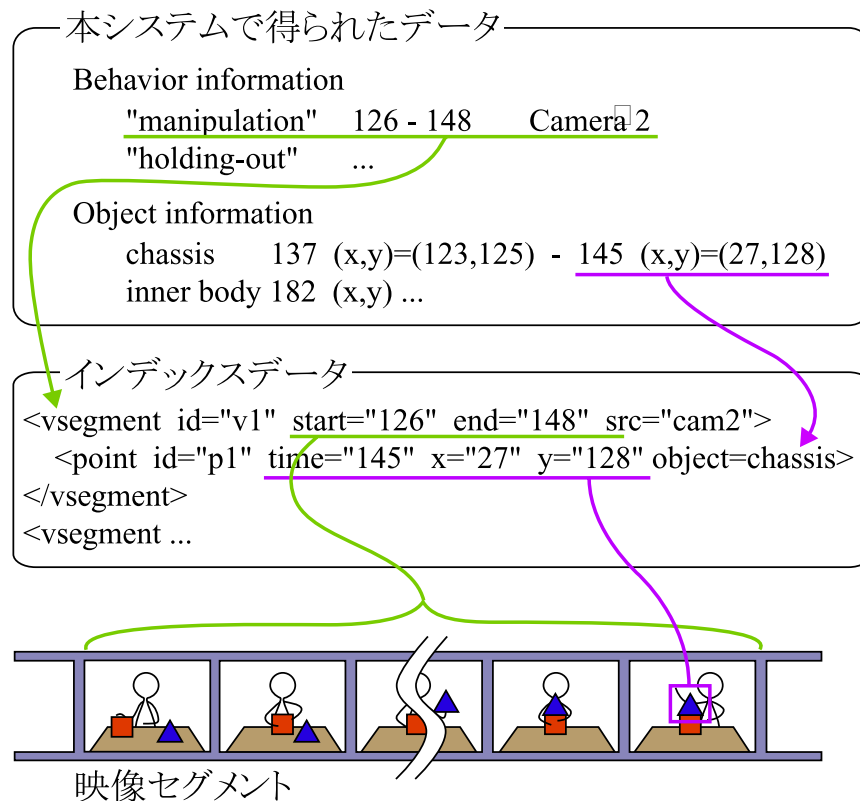 本システムで得られたデータ
Behavior information
"manipulation" 126 - 148 Camera 2
"holding-out" ...
Object information
chassis 137 (x,y)=(123,125) - 145 (x,y)=(27,128)
inner body 182 (x,y) ...
インデックスデータ
<vsegment id="v1" start="126" end="148" src="cam2">
<point id="p1" time="145" x="27" y="128" object=chassis>
</vsegment>
<vsegment ...
映像セグメント